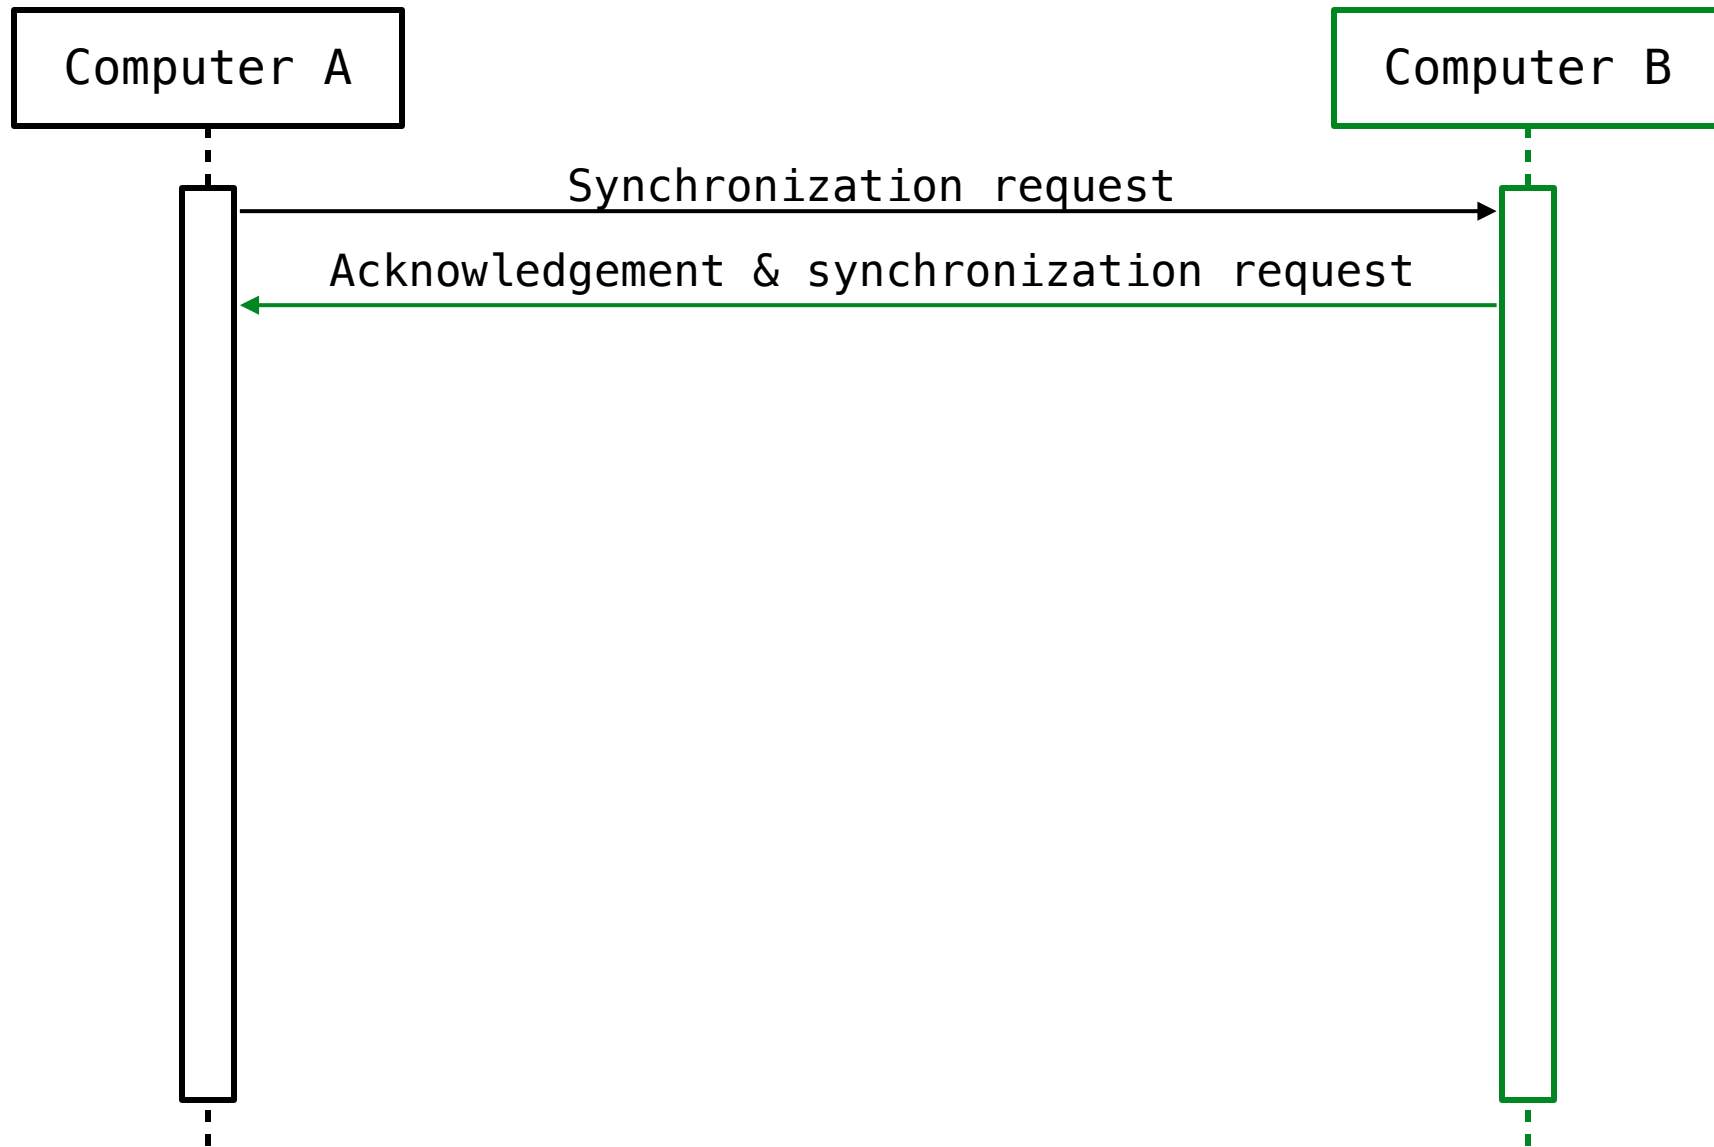 Computer A
Computer B
Synchronization request
Acknowledgement & synchronization request